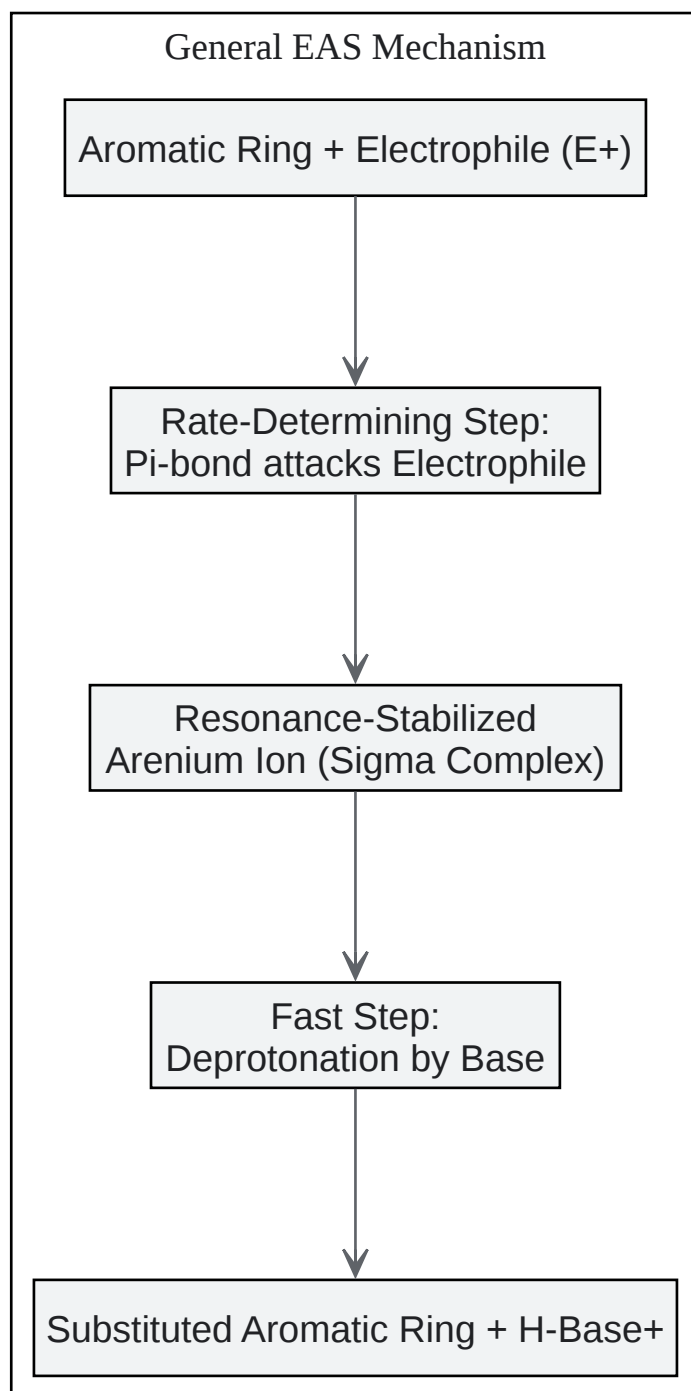 General EAS Mechanism
Aromatic Ring + Electrophile (E+)
Rate-Determining Step:
Pi-bond attacks Electrophile
Resonance-Stabilized
Arenium Ion (Sigma Complex)
Fast Step:
Deprotonation by Base
Substituted Aromatic Ring + H-Base+